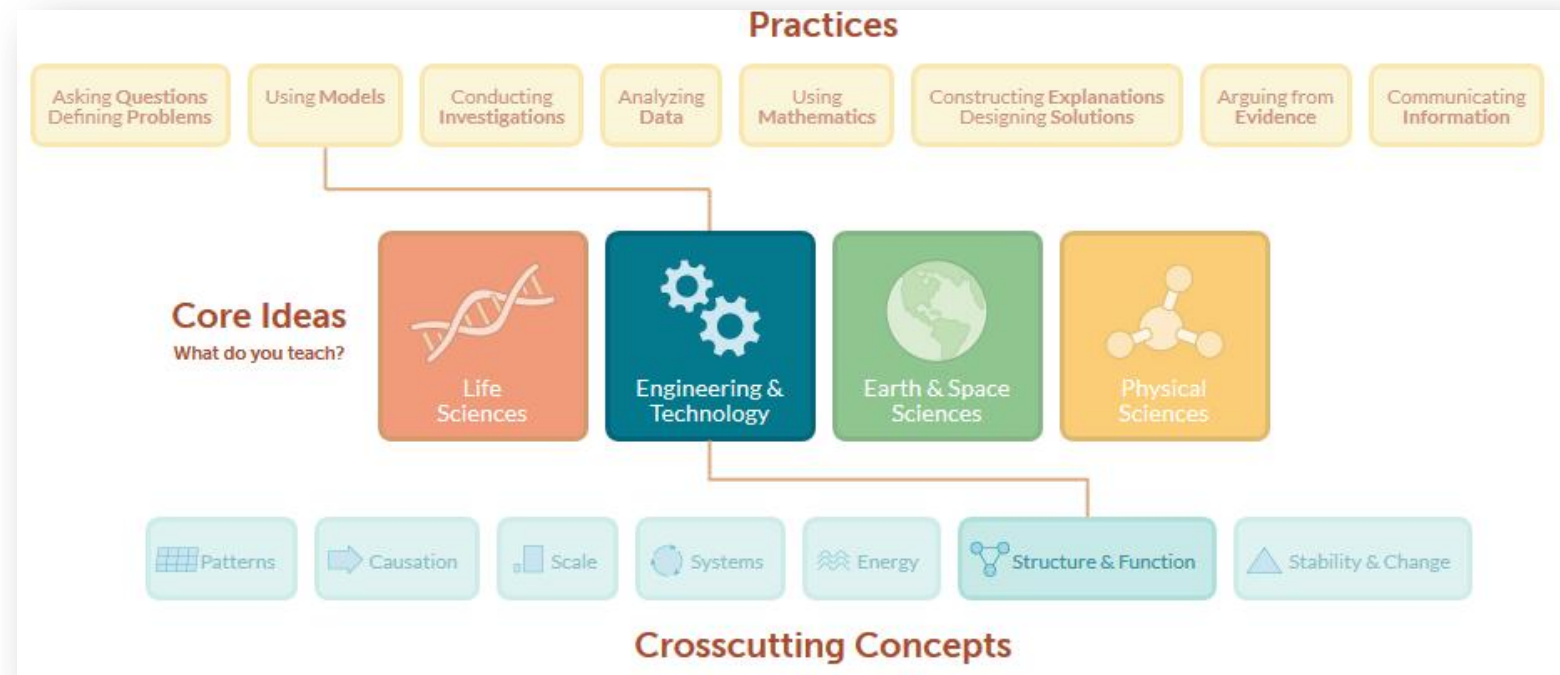 Practices
Asking Questions
Defining Problems
Using Models
Conducting
Investigations
Analyzing
Data
Using
Mathematics
Constructing Explanations
Designing Solutions
Arguing from
Evidence
Communicating
Information
Core Ideas
What do you teach?
Life
Sciences
Engineering &
Technology
Earth & Space
Sciences
Physical
Sciences
Patterns
Causation
Scale
Systems
Energy
Structure & Function
Stability & Change
Crosscutting Concepts